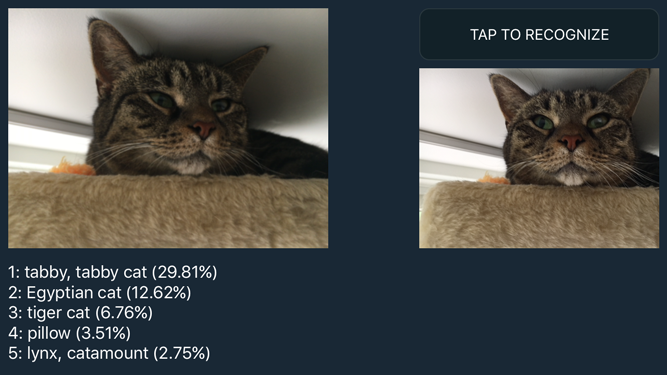 TAP TO RECOGNIZE
1: tabby, tabby cat (29.81%)
2: Egyptian cat (12.62%)
3: tiger cat (6.76%)
4: pillow (3.51%)
5: lynx, catamount (2.75%)